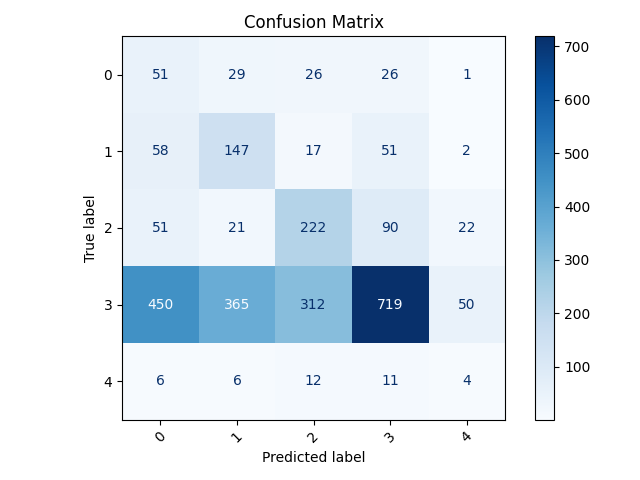 Confusion Matrix
True label
0 51 29 26 26 1
1 58 147 17 51 2
2 51 21 222 90 22
3 450 365 312 719 50
4 6 6 12 11 4
0 1 2 3 4
Predicted label
700
600
500
400
300
200
100